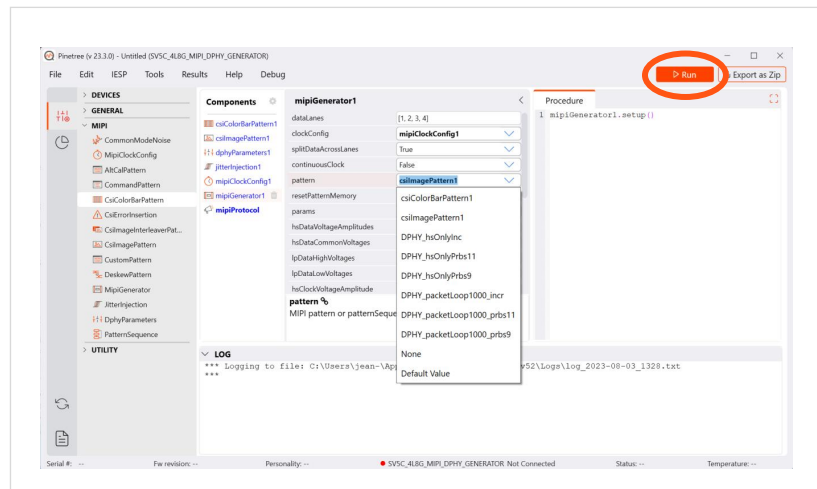 Pinetree (v 23.3.0) - Untitled (SV5C_4L8G_MIPI_DPHY_GENERATOR)
File Edit IESP Tools Results Help Debug
Run
Export as Zip
DEVICES
GENERAL
MIPI
CommonModeNoise
MipiClockConfig
AltCalPattern
CommandPattern
CsiColorBarPattern
CsiErrorInsertion
CsiImageInterleaverPat...
CsiImagePattern
CustomPattern
DeskewPattern
MipiGenerator
JitterInjection
DphyParameters
PatternSequence
UTILITY
Components
csiColorBarPattern1
csiImagePattern1
dphyParameters1
jitterInjection1
mipiClockConfig1
mipiGenerator1
mipiProtocol
mipiGenerator1
dataLanes [1, 2, 3, 4]
clockConfig mipiClockConfig1
splitDataAcrossLanes True
continuousClock False
pattern csiImagePattern1
resetPatternMemory
params
hsDataVoltageAmplitudes
hsDataCommonVoltages
lpDataHighVoltages
lpDataLowVoltages
hsClockVoltageAmplitude
pattern
MIPI pattern or patternSeque
csiColorBarPattern1
csiImagePattern1
DPHY_hsOnlyInc
DPHY_hsOnlyPrbs11
DPHY_hsOnlyPrbs9
DPHY_packetLoop1000_incr
DPHY_packetLoop1000_prbs11
DPHY_packetLoop1000_prbs9
None
Default Value
Procedure
1 mipiGenerator1.setup()
LOG
*** Logging to file: C:\Users\jean-\Ap v52\Logs\log_2023-08-03_1328.txt
***
Serial #: -- Fw revision: -- Personality: -- SV5C_4L8G_MIPI_DPHY_GENERATOR Not Connected Status: -- Temperature: --